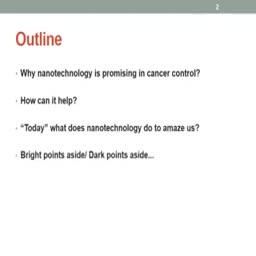 2
Outline
· Why nanotechnology is promising in cancer control?
· How can it help?
· “Today” what does nanotechnology do to amaze us?
· Bright points aside/ Dark points aside...